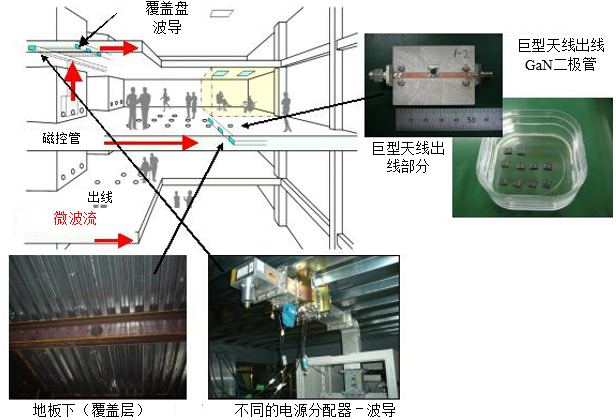 覆盖盘
波导
巨型天线出线
GaN二极管
磁控管
巨型天线出
线部分
出线
微波流
50
地板下（覆盖层）
不同的电源分配器－波导